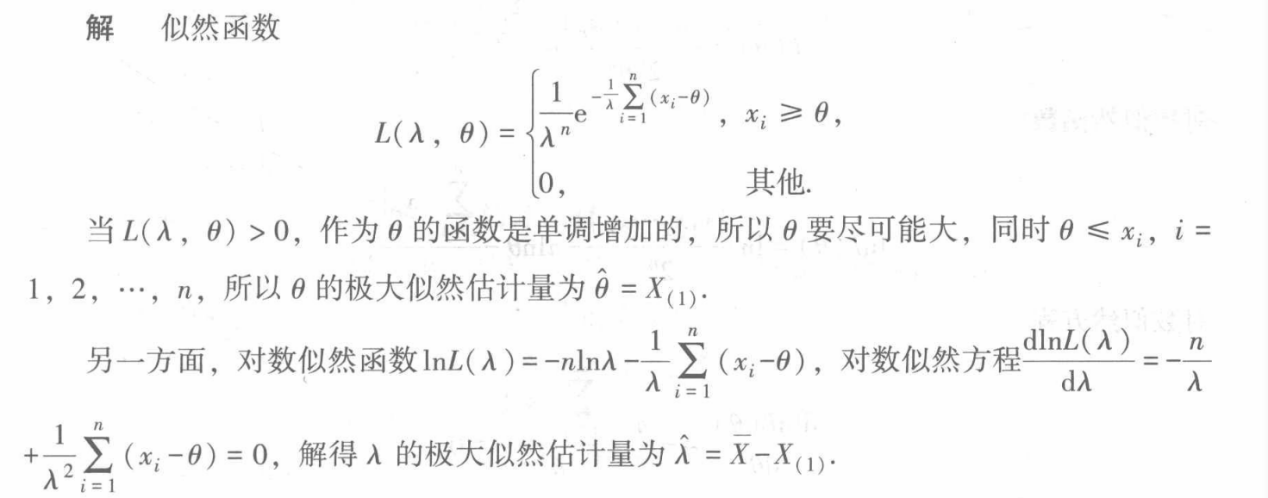 解 似然函数
L(λ, θ) = { 1/λ^n e^{-1/λ ∑_{i=1}^{n} (x_i-θ)}, x_i ≥ θ,
0, 其他.
当 L(λ, θ) > 0, 作为 θ 的函数是单调增加的, 所以 θ 要尽可能大, 同时 θ ≤ x_i, i =
1, 2, ⋯, n, 所以 θ 的极大似然估计量为 θ̂ = X_(1).
另一方面, 对数似然函数 lnL(λ) = -nlnλ - 1/λ ∑_{i=1}^{n} (x_i-θ), 对数似然方程 dlnL(λ)/dλ = - n/λ
+ 1/λ^2 ∑_{i=1}^{n} (x_i-θ) = 0, 解得 λ 的极大似然估计量为 λ̂ = X̄ - X_(1).